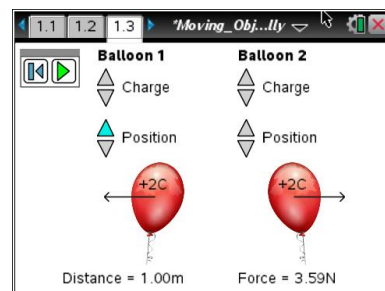 1.1 1.2 1.3 *Moving_Obj...lly
Balloon 1 Balloon 2
Charge Charge
Position Position
+2C +2C
Distance = 1.00m Force = 3.59N